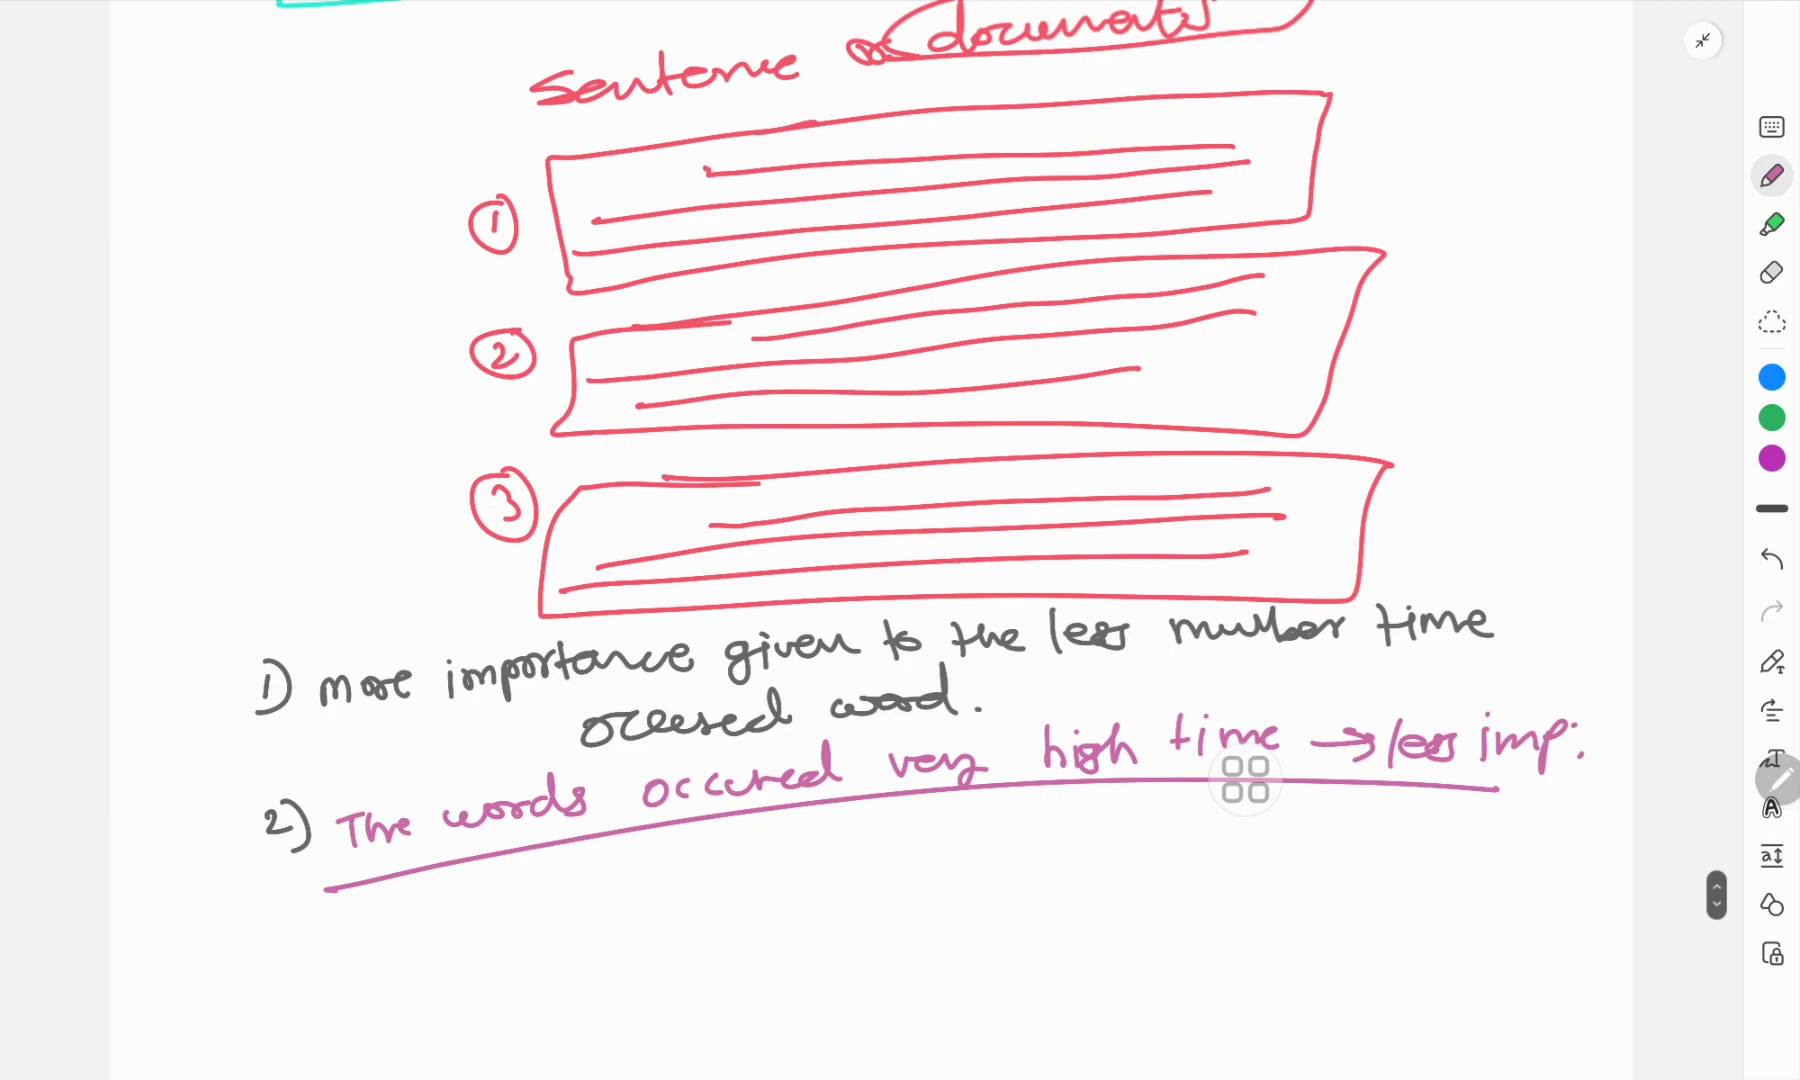 Sentence or documents
1
2
3
1) more importance given to the less number time
occured word.
2) The words occured very high time → less imp.